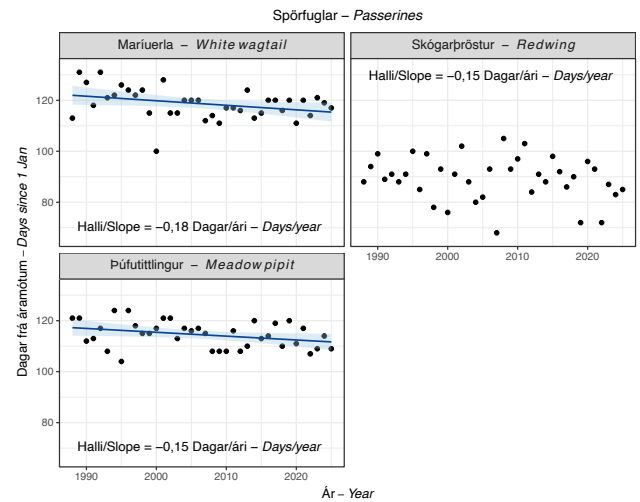 Spörfuglar – Passerines
Maríuerla – White wagtail
Skógarþröstur – Redwing
Halli/Slope = −0,15 Dagar/ári – Days/year
120
100
80
Halli/Slope = −0,18 Dagar/ári – Days/year
1990 2000 2010 2020
Þúfutittlingur – Meadow pipit
120
100
80
Halli/Slope = −0,15 Dagar/ári – Days/year
1990 2000 2010 2020
Dagar frá áramótum – Days since 1 Jan
Ár – Year